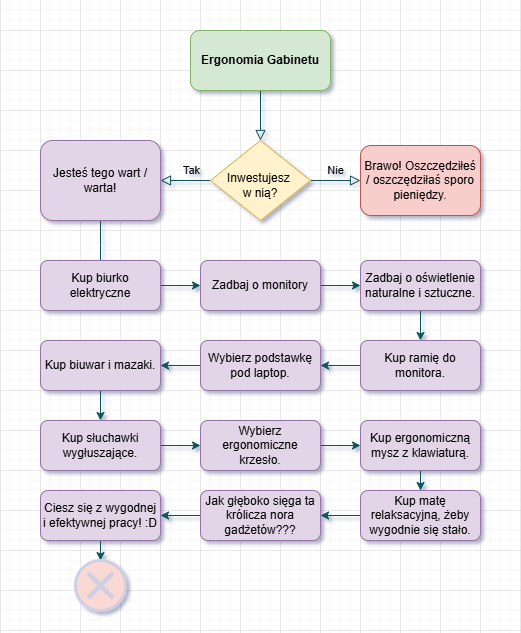 Ergonomia Gabinetu
Jesteś tego wart /
warta!
Tak
Inwestujesz
w nią?
Nie
Brawo! Oszczędziłeś
/ oszczędziłaś sporo
pieniędzy.
Kup biurko
elektryczne
Zadbaj o monitory
Zadbaj o oświetlenie
naturalne i sztuczne.
Kup biuwar i mazaki.
Wybierz podstawkę
pod laptop.
Kup ramię do
monitora.
Kup słuchawki
wygłuszające.
Wybierz
ergonomiczne
krzesło.
Kup ergonomiczną
mysz z klawiaturą.
Ciesz się z wygodnej
i efektywnej pracy! :D
Jak głęboko sięga ta
królicza nora
gadżetów???
Kup matę
relaksacyjną, żeby
wygodnie się stało.